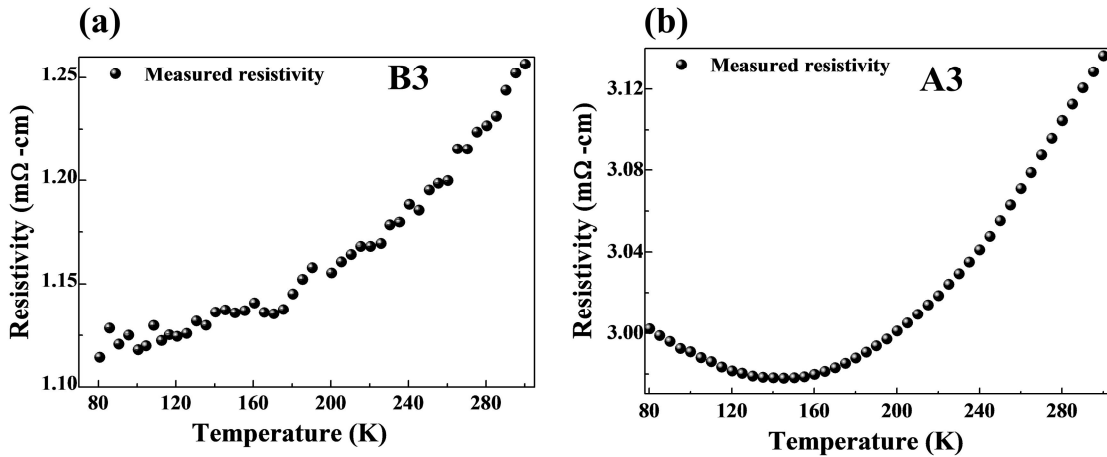 (a)
Measured resistivity
B3
1.25
1.20
1.15
1.10
Resistivity (mΩ -cm)
80 120 160 200 240 280
Temperature (K)
(b)
Measured resistivity
A3
3.12
3.08
3.04
3.00
Resistivity (mΩ -cm)
80 120 160 200 240 280
Temperature (K)